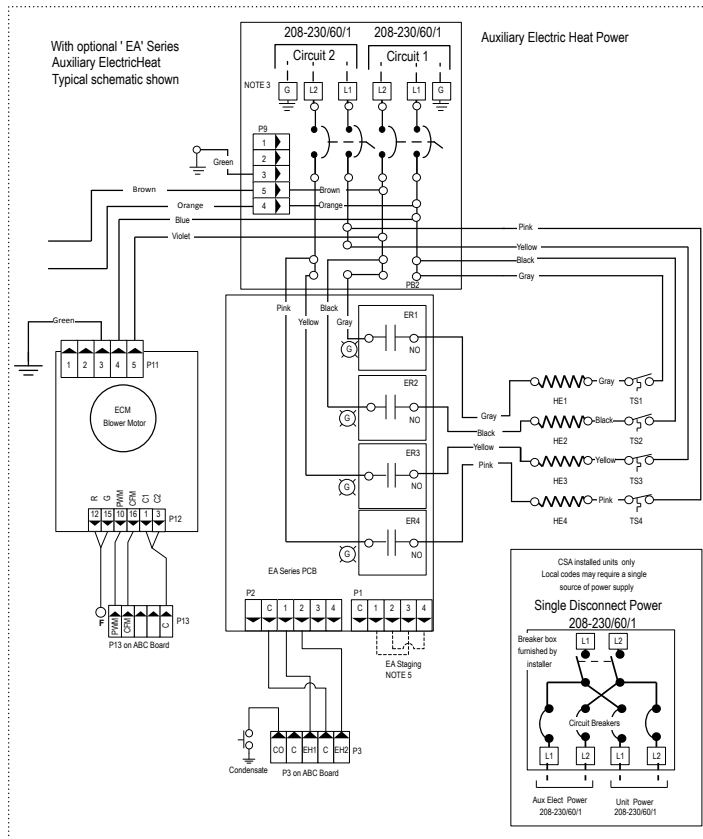 With optional ' EA' Series
Auxiliary ElectricHeat
Typical schematic shown
208-230/60/1 208-230/60/1
Circuit 2 Circuit 1
Auxiliary Electric Heat Power
NOTE 3
G L2 L1 L2 L1 G
P9
1
2
3
5
4
Green
Brown
Brown
Orange
Orange
Blue
Violet
Pink
Yellow
Black
Gray
PB2
Pink
Yellow
Black
Gray
Green
1 2 3 4 5
P11
ECM
Blower Motor
R G PWM CFM C1 C2
12 15 10 16 1 3
P12
F
PWM CFM C
P13
P13 on ABC Board
ER1
G
NO
ER2
G
NO
ER3
G
NO
ER4
G
NO
Gray
Black
Yellow
Pink
HE1 Gray TS1
HE2 Black TS2
HE3 Yellow TS3
HE4 Pink TS4
EA Series PCB
P2
C 1 2 3 4
P1
C 1 2 3 4
EA Staging
NOTE 5
CO C EH1 C EH2
P3
Condensate
P3 on ABC Board
CSA installed units only
Local codes may require a single
source of power supply
Single Disconnect Power
208-230/60/1
Breaker box
furnished by
installer
L1 L2
Circuit Breakers
L1 L2 L1 L2
Aux Elect Power
208-230/60/1
Unit Power
208-230/60/1